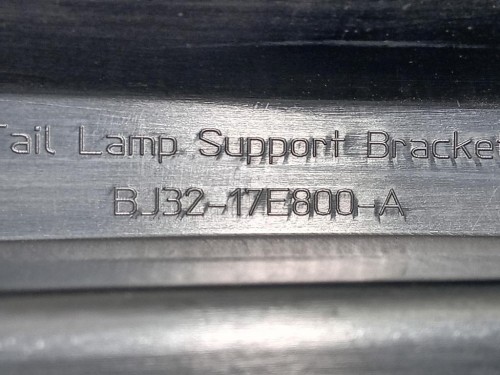 Tail Lamp Support Bracket
BJ32-17E800-A